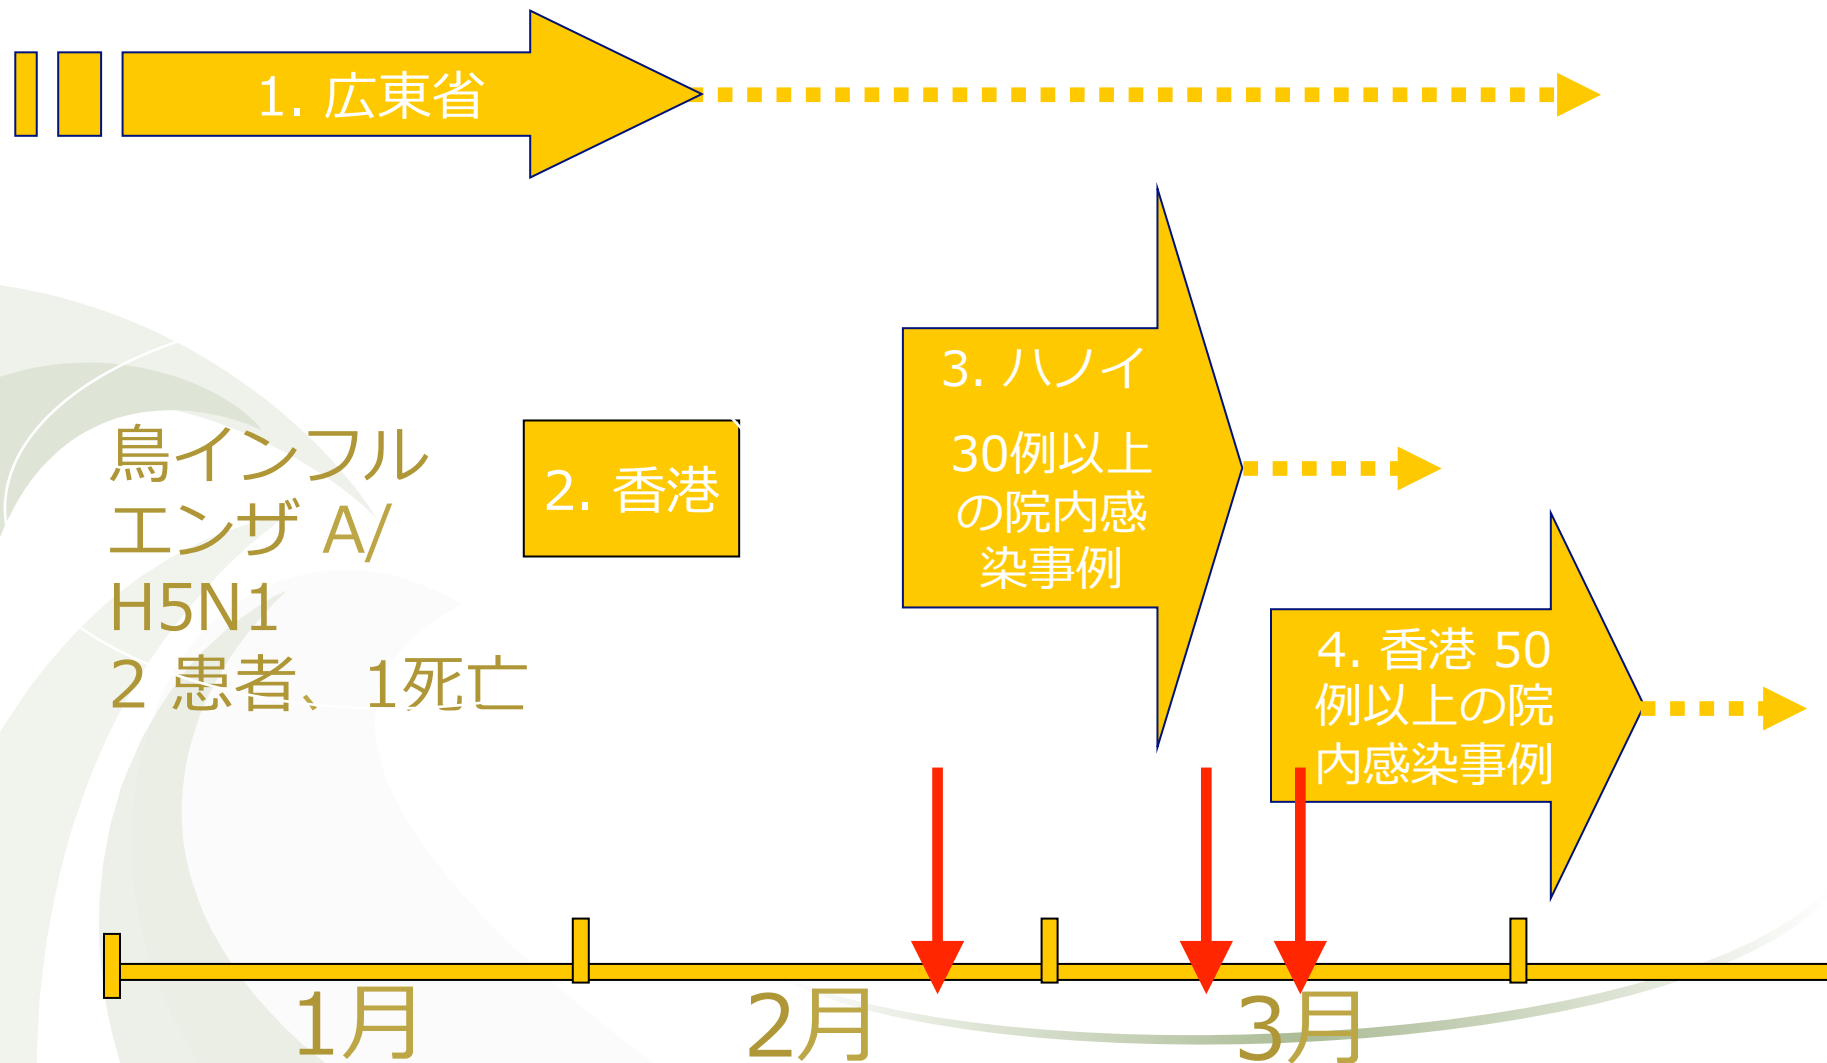 1. 広東省
鳥インフル
エンザ A/
H5N1
2 患者、1死亡
2. 香港
3. ハノイ
30例以上
の院内感
染事例
4. 香港 50
例以上の院
内感染事例
1月
2月
3月